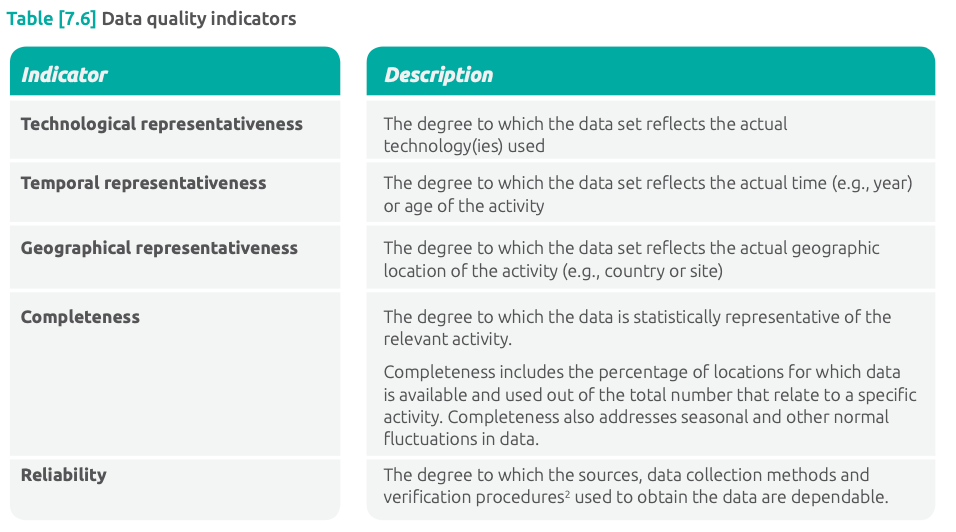 Table [7.6] Data quality indicators
Indicator
Description
Technological representativeness
The degree to which the data set reflects the actual
technology(ies) used
Temporal representativeness
The degree to which the data set reflects the actual time (e.g., year)
or age of the activity
Geographical representativeness
The degree to which the data set reflects the actual geographic
location of the activity (e.g., country or site)
Completeness
The degree to which the data is statistically representative of the
relevant activity.
Completeness includes the percentage of locations for which data
is available and used out of the total number that relate to a specific
activity. Completeness also addresses seasonal and other normal
fluctuations in data.
Reliability
The degree to which the sources, data collection methods and
verification procedures² used to obtain the data are dependable.